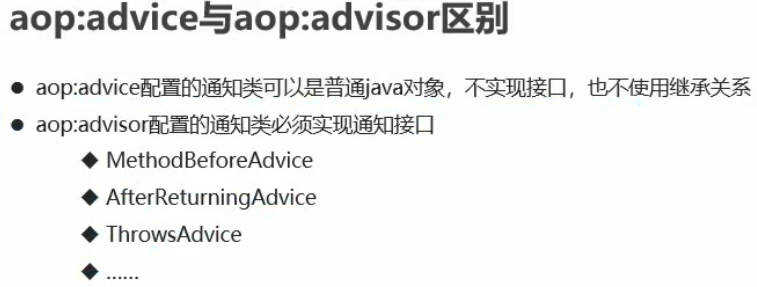 aop:advice与aop:advisor区别
● aop:advice配置的通知类可以是普通java对象，不实现接口，也不使用继承关系
● aop:advisor配置的通知类必须实现通知接口
◆ MethodBeforeAdvice
◆ AfterReturningAdvice
◆ ThrowsAdvice
◆ ......